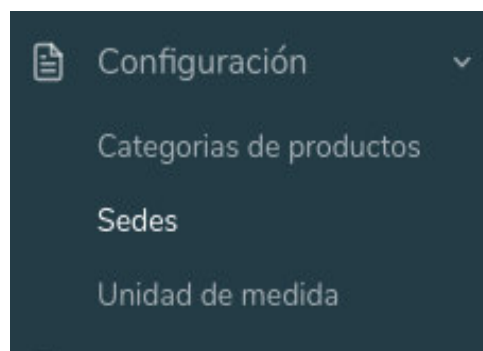 Configuración
Categorias de productos
Sedes
Unidad de medida